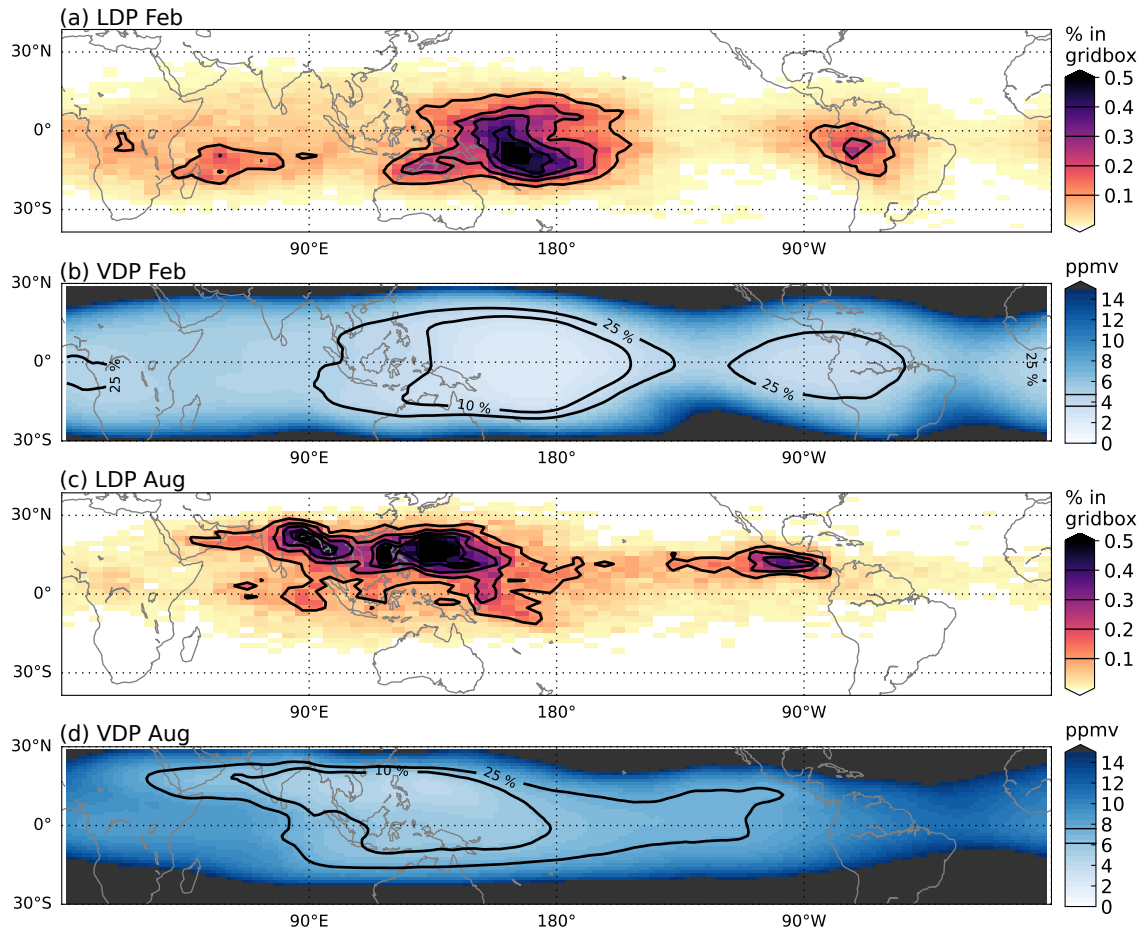 (a) LDP Feb
30°N
0°
30°S
90°E
180°
90°W
% in
gridbox
0.5
0.4
0.3
0.2
0.1
(b) VDP Feb
30°N
0°
30°S
25 %
25 %
10 %
25 %
25 %
90°E
180°
90°W
ppmv
14
12
10
8
6
4
2
0
(c) LDP Aug
30°N
0°
30°S
90°E
180°
90°W
% in
gridbox
0.5
0.4
0.3
0.2
0.1
(d) VDP Aug
30°N
0°
30°S
10 %
25 %
90°E
180°
90°W
ppmv
14
12
10
8
6
4
2
0